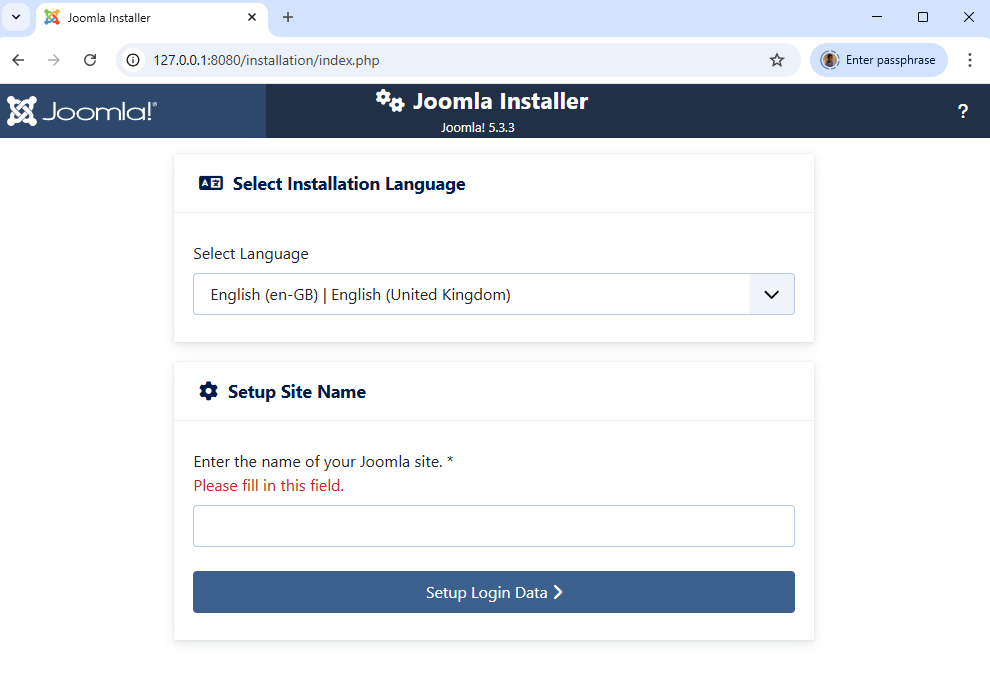 Joomla Installer
127.0.0.1:8080/installation/index.php
Enter passphrase
Joomla!®
Joomla Installer
Joomla! 5.3.3
?
Select Installation Language
Select Language
English (en-GB) | English (United Kingdom)
Setup Site Name
Enter the name of your Joomla site. *
Please fill in this field.
Setup Login Data